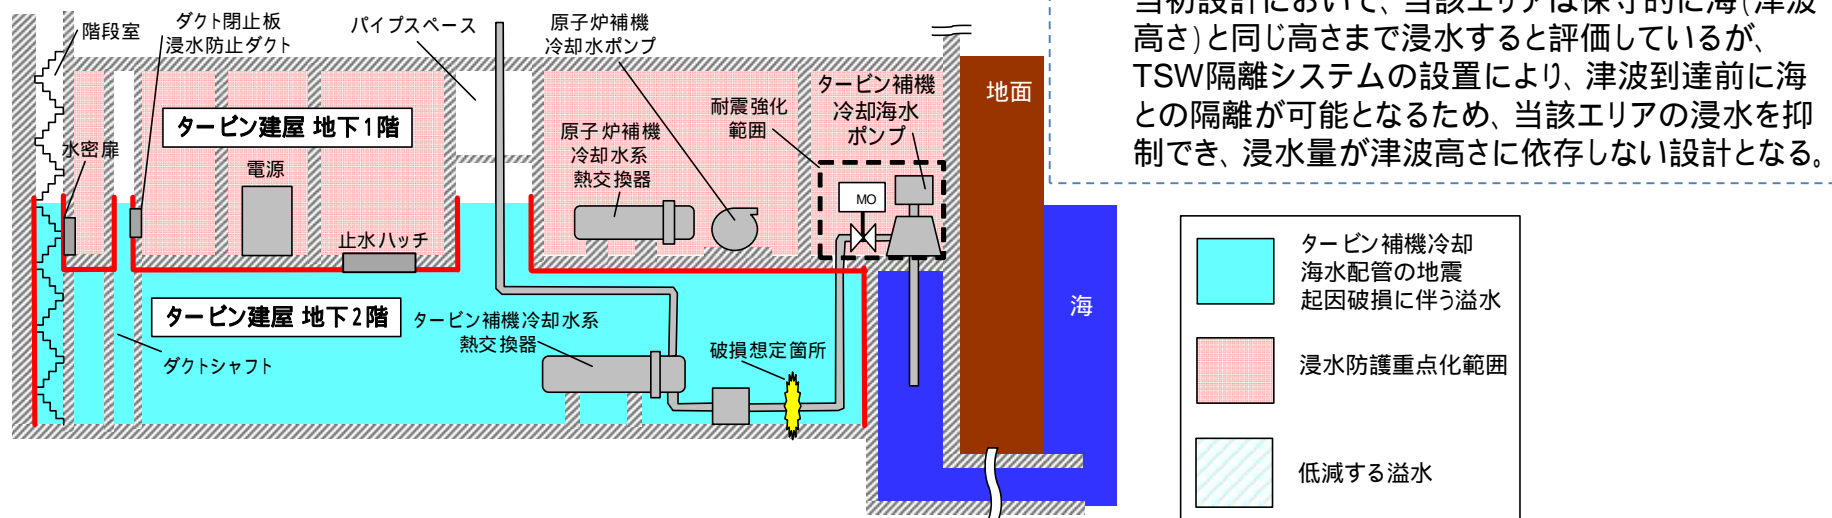 当初設計において、当該エリアは保守的に海(津波
高さ)と同じ高さまで浸水すると評価しているが、
TSW隔離システムの設置により、津波到達前に海
との隔離が可能となるため、当該エリアの浸水を抑
制でき、浸水量が津波高さに依存しない設計となる。
階段室
ダクト閉止板
浸水防止ダクト
パイプスペース
原子炉補機
冷却水ポンプ
タービン補機
冷却海水
ポンプ
地面
耐震強化
範囲
タービン建屋 地下1階
水密扉
電源
原子炉補機
冷却水系
熱交換器
MO
止水ハッチ
タービン建屋 地下2階
タービン補機冷却水系
熱交換器
破損想定箇所
ダクトシャフト
海
タービン補機冷却
海水配管の地震
起因破損に伴う溢水
浸水防護重点化範囲
低減する溢水